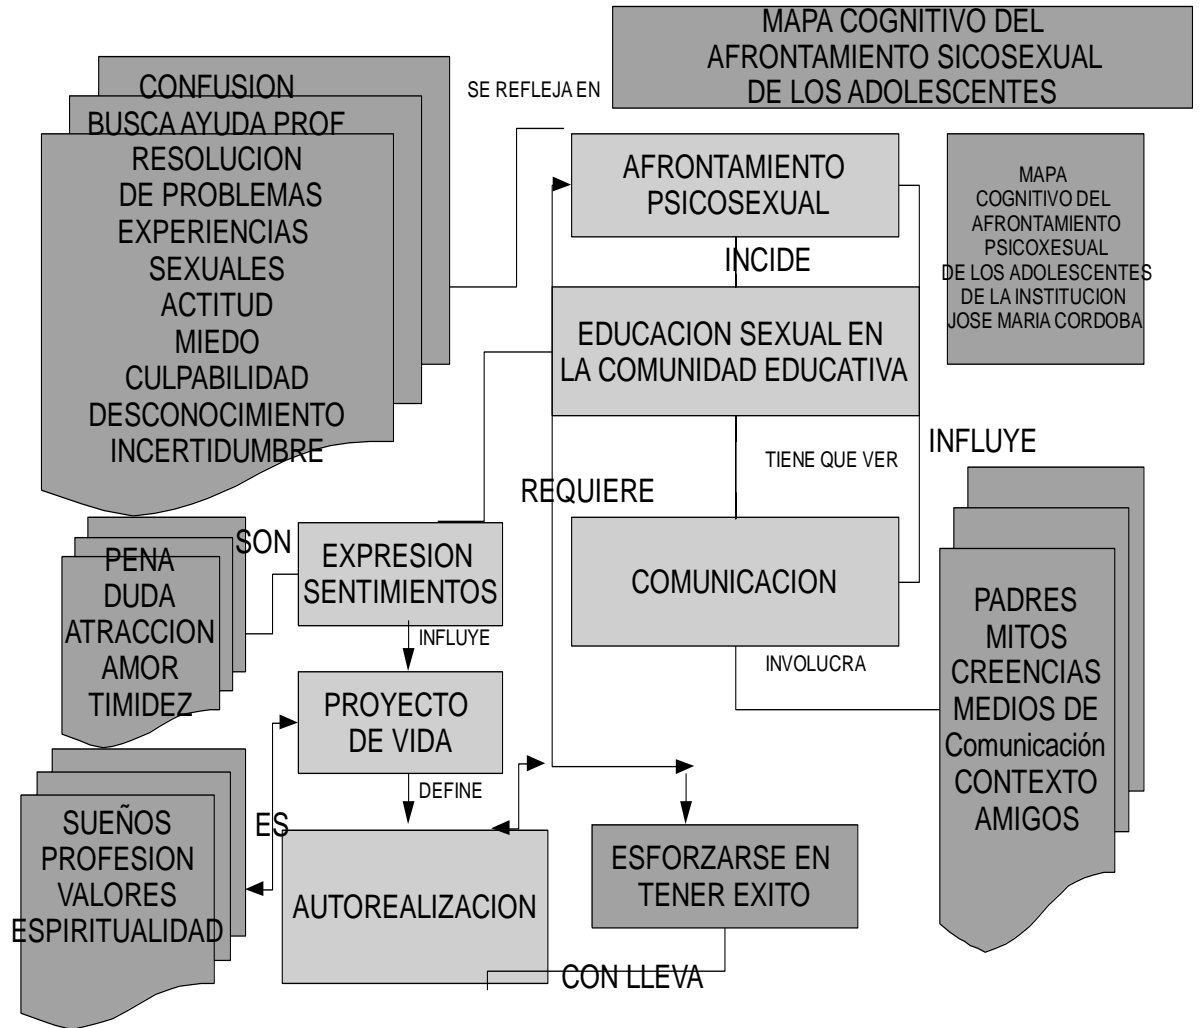 MAPA COGNITIVO DEL
AFRONTAMIENTO SICOSEXUAL
DE LOS ADOLESCENTES
SE REFLEJA EN
CONFUSION
BUSCA AYUDA PROF
RESOLUCION
DE PROBLEMAS
EXPERIENCIAS
SEXUALES
ACTITUD
MIEDO
CULPABILIDAD
DESCONOCIMIENTO
INCERTIDUMBRE
AFRONTAMIENTO
PSICOSEXUAL
MAPA
COGNITIVO DEL
AFRONTAMIENTO
PSICOXESUAL
DE LOS ADOLESCENTES
DE LA INSTITUCION
JOSE MARIA CORDOBA
INCIDE
EDUCACION SEXUAL EN
LA COMUNIDAD EDUCATIVA
TIENE QUE VER
INFLUYE
REQUIERE
SON
EXPRESION
SENTIMIENTOS
COMUNICACION
PENA
DUDA
ATRACCION
AMOR
TIMIDEZ
INFLUYE
INVOLUCRA
PADRES
MITOS
CREENCIAS
MEDIOS DE
Comunicación
CONTEXTO
AMIGOS
PROYECTO
DE VIDA
DEFINE
ES
SUEÑOS
PROFESION
VALORES
ESPIRITUALIDAD
AUTOREALIZACION
ESFORZARSE EN
TENER EXITO
CON LLEVA